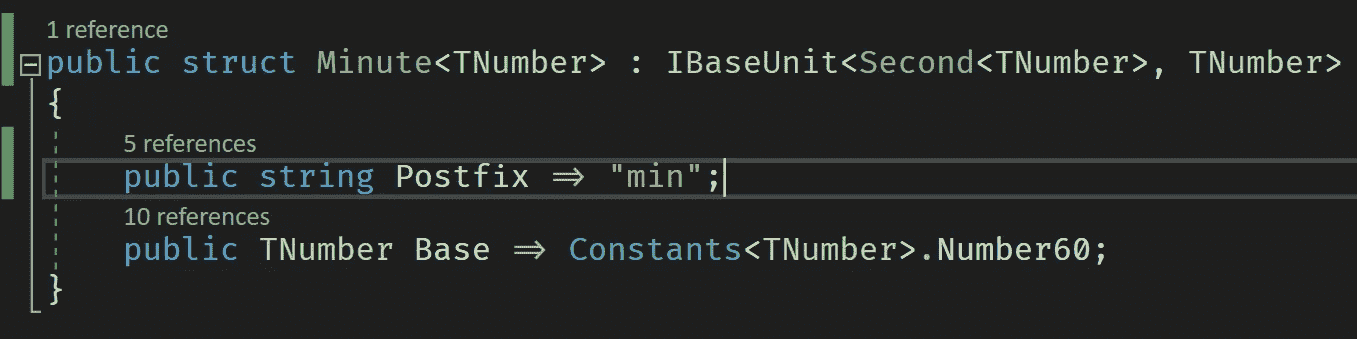 1 reference
public struct Minute<TNumber> : IBaseUnit<Second<TNumber>, TNumber>
{
5 references
public string Postfix => "min";
10 references
public TNumber Base => Constants<TNumber>.Number60;
}